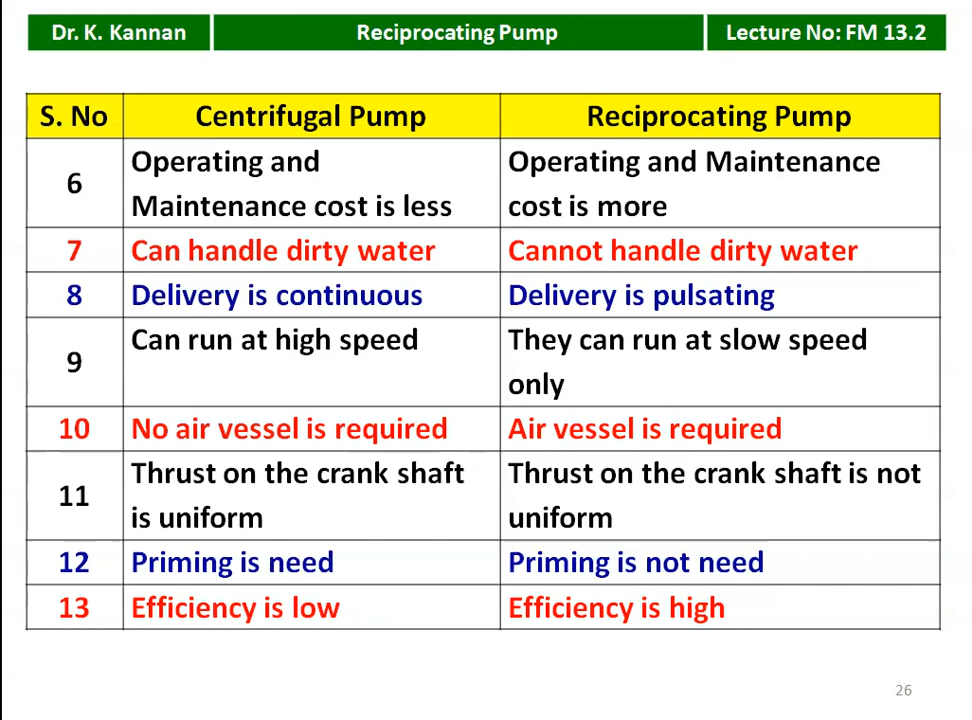 Dr. K. Kannan
Reciprocating Pump
Lecture No: FM 13.2
S. No
Centrifugal Pump
Reciprocating Pump
6
Operating and
Maintenance cost is less
Operating and Maintenance
cost is more
7
Can handle dirty water
Cannot handle dirty water
8
Delivery is continuous
Delivery is pulsating
9
Can run at high speed
They can run at slow speed
only
10
No air vessel is required
Air vessel is required
11
Thrust on the crank shaft
is uniform
Thrust on the crank shaft is not
uniform
12
Priming is need
Priming is not need
13
Efficiency is low
Efficiency is high
26